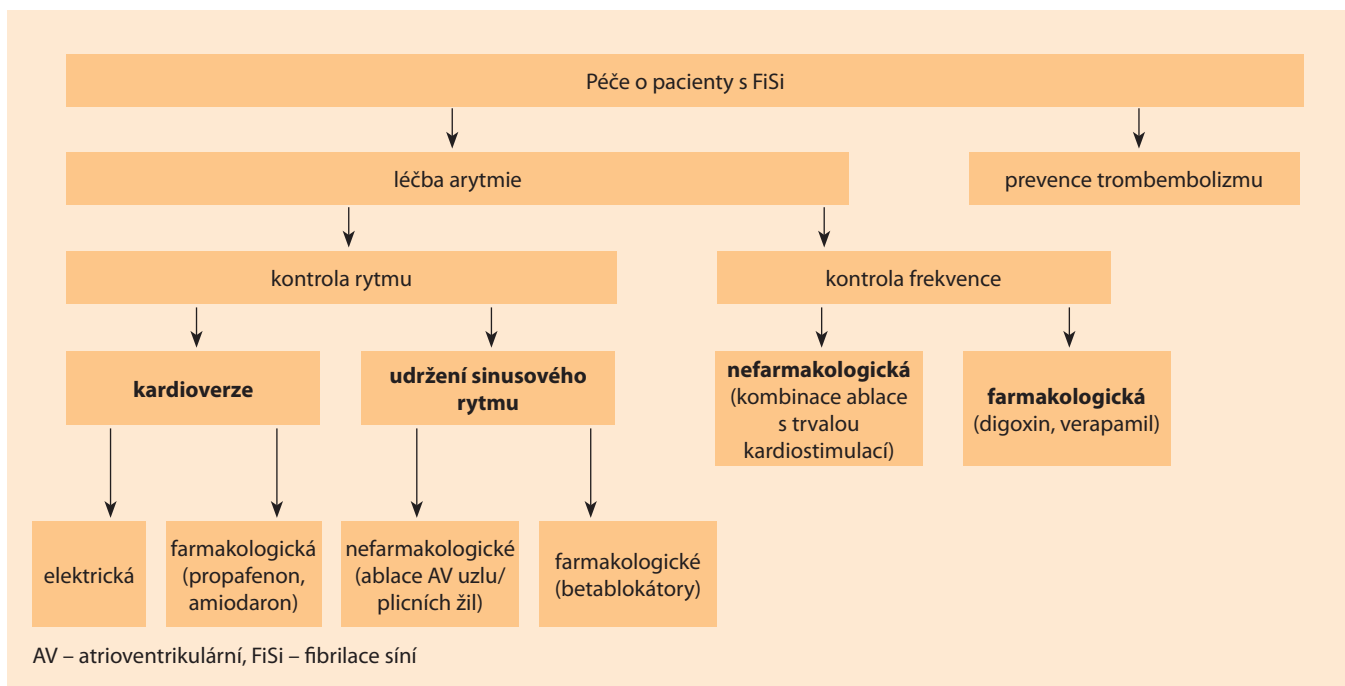 Péče o pacienty s FiSi
léčba arytmie
prevence trombembolizmu
kontrola rytmu
kontrola frekvence
kardioverze
udržení sinusového
rytmu
nefarmakologická
(kombinace ablace
s trvalou
kardiostimulací)
farmakologická
(digoxin, verapamil)
elektrická
farmakologická
(propafenon,
amiodaron)
nefarmakologické
(ablace AV uzlu/
plicních žil)
farmakologické
(betablokátory)
AV – atrioventrikulární, FiSi – fibrilace síní